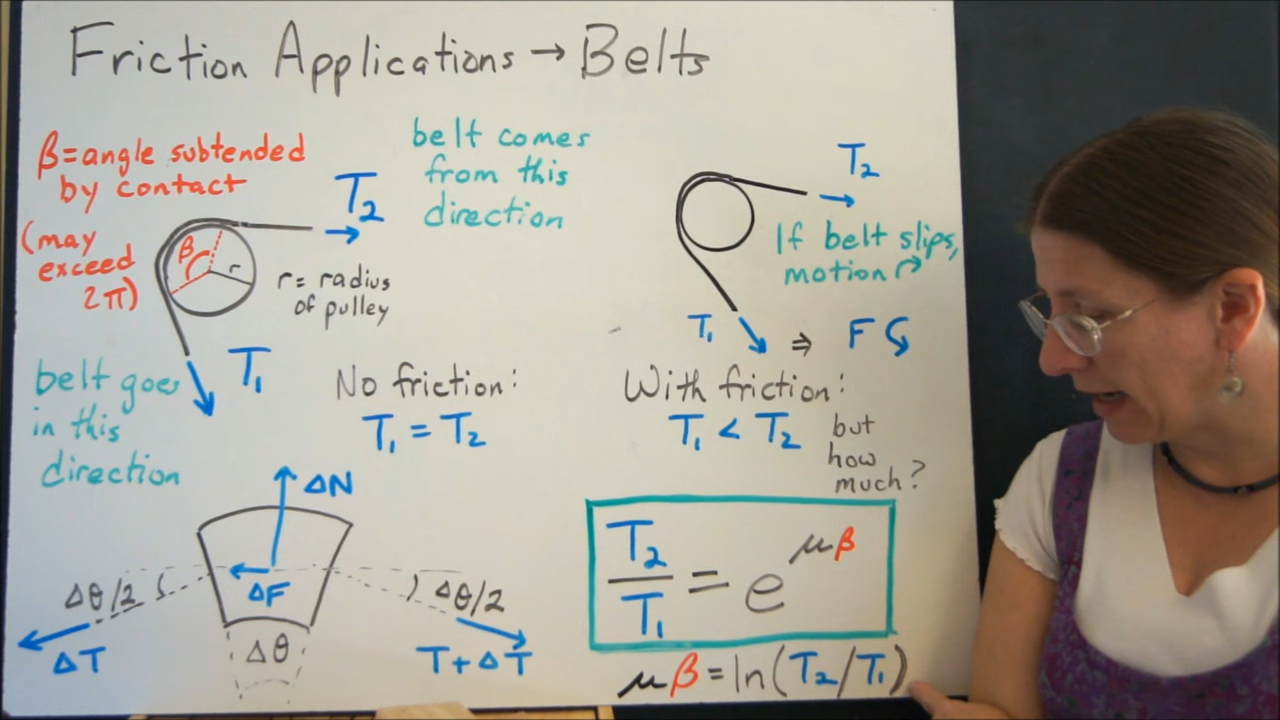 Friction Applications → Belts
β = angle subtended
by contact
(may
exceed
2π)
β
r
T₂
r = radius
of pulley
belt comes
from this
direction
T₂
If belt slips,
motion ↱
T₁ ⇒ F
belt goes
in this
direction
T₁
No friction:
T₁ = T₂
With friction:
T₁ < T₂
but
how
much?
ΔN
ΔF
Δθ/2
Δθ/2
ΔT
Δθ
T + ΔT
T₂/T₁ = e^μβ
μβ = ln(T₂/T₁)